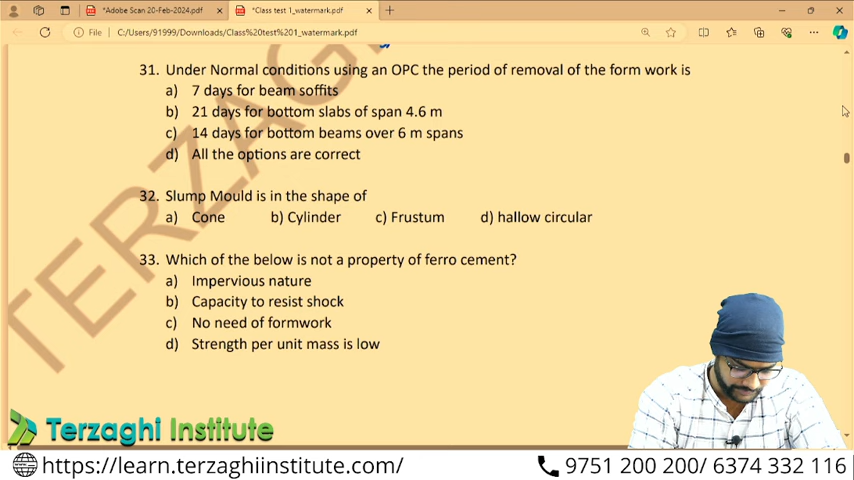 *Adobe Scan 20-Feb-2024.pdf
*Class test 1_watermark.pdf
File
C:/Users/91999/Downloads/Class%20test%201_watermark.pdf
31. Under Normal conditions using an OPC the period of removal of the form work is
a) 7 days for beam soffits
b) 21 days for bottom slabs of span 4.6 m
c) 14 days for bottom beams over 6 m spans
d) All the options are correct
32. Slump Mould is in the shape of
a) Cone b) Cylinder c) Frustum d) hallow circular
33. Which of the below is not a property of ferro cement?
a) Impervious nature
b) Capacity to resist shock
c) No need of formwork
d) Strength per unit mass is low
TERZAG
Terzaghi Institute
https://learn.terzaghiinstitute.com/
9751 200 200/ 6374 332 116